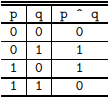 p q p ^ q
0 0 0
0 1 1
1 0 1
1 1 0